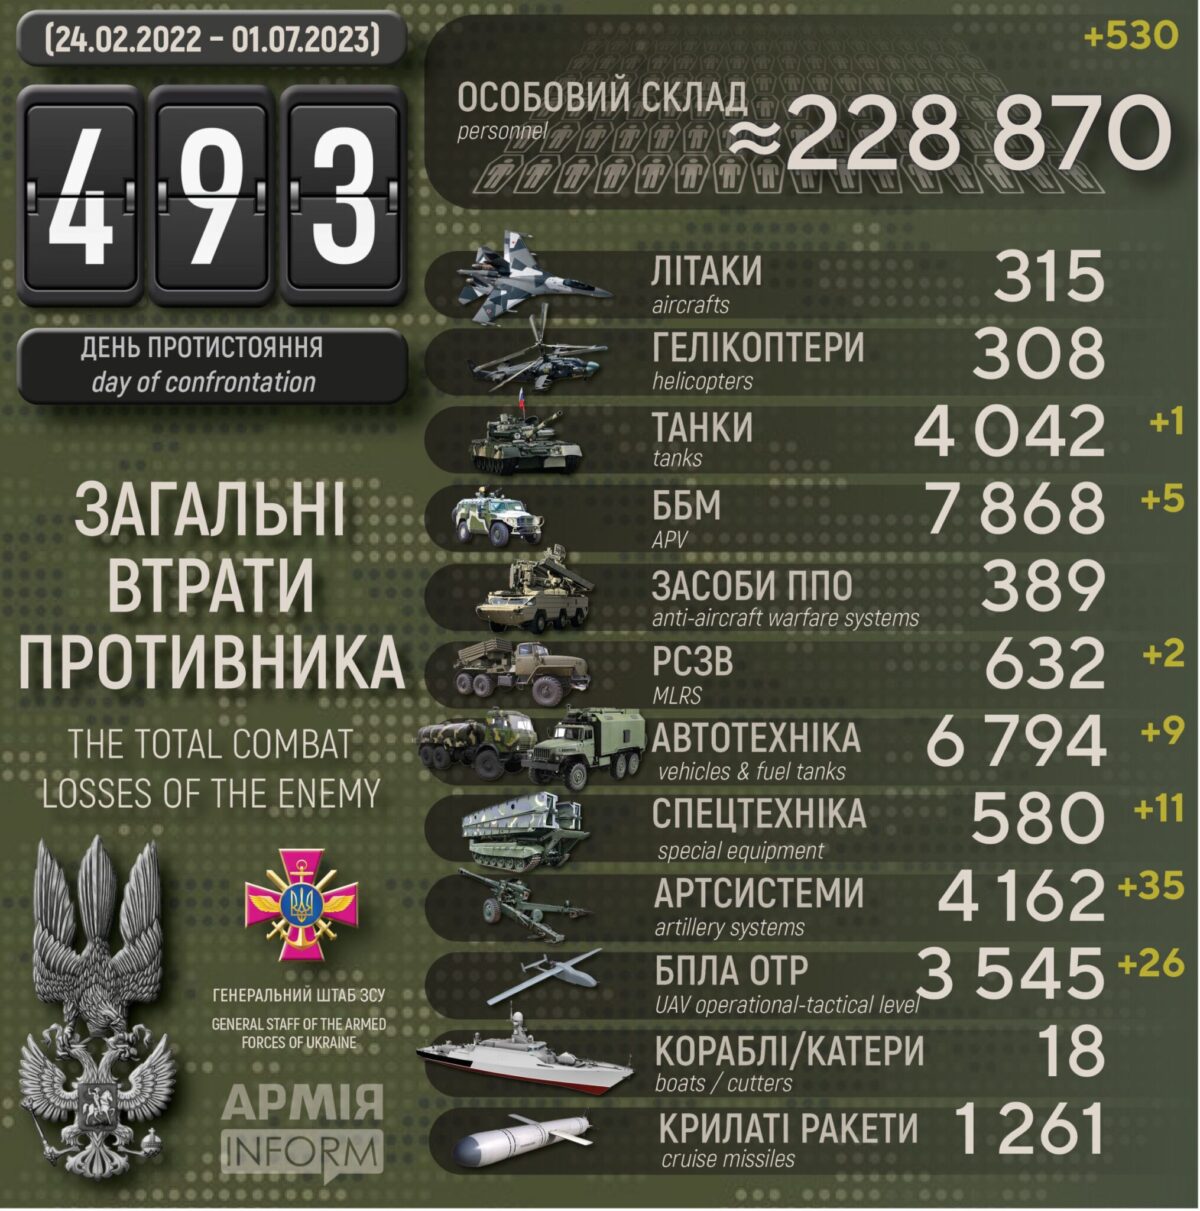 (24.02.2022 – 01.07.2023)
493
ДЕНЬ ПРОТИСТОЯННЯ
day of confrontation
ЗАГАЛЬНІ
ВТРАТИ
ПРОТИВНИКА
THE TOTAL COMBAT
LOSSES OF THE ENEMY
ГЕНЕРАЛЬНИЙ ШТАБ ЗСУ
GENERAL STAFF OF THE ARMED
FORCES OF UKRAINE
АРМІЯ
INFORM
+530
ОСОБОВИЙ СКЛАД ≈228 870
personnel
ЛІТАКИ 315
aircrafts
ГЕЛІКОПТЕРИ 308
helicopters
ТАНКИ 4 042 +1
tanks
ББМ 7 868 +5
APV
ЗАСОБИ ППО 389
anti-aircraft warfare systems
РСЗВ 632 +2
MLRS
АВТОТЕХНІКА 6 794 +9
vehicles & fuel tanks
СПЕЦТЕХНІКА 580 +11
special equipment
АРТСИСТЕМИ 4 162 +35
artillery systems
БПЛА ОТР 3 545 +26
UAV operational-tactical level
КОРАБЛІ/КАТЕРИ 18
boats / cutters
КРИЛАТІ РАКЕТИ 1 261
cruise missiles